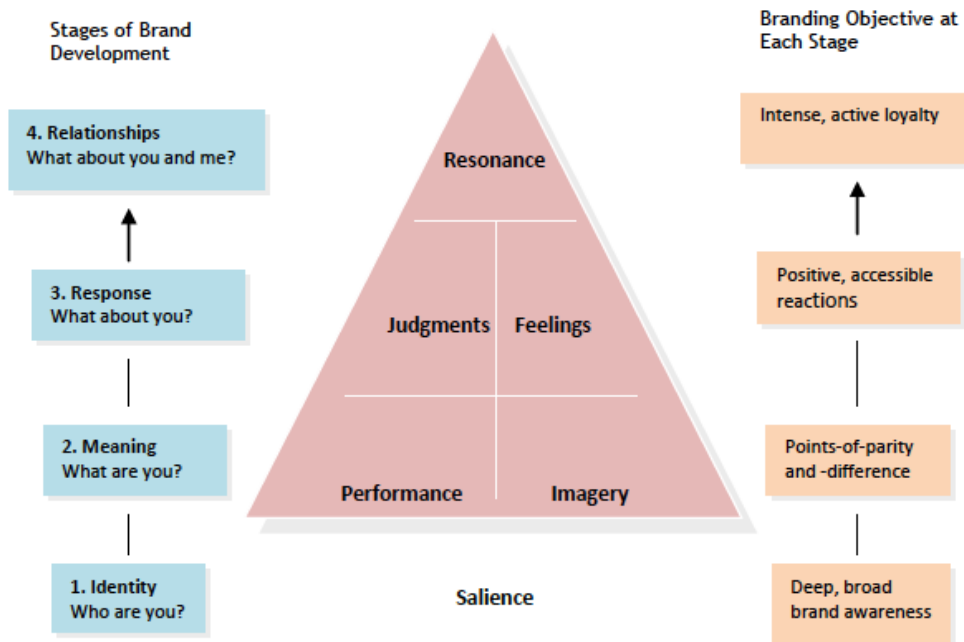 Stages of Brand
Development
Branding Objective at
Each Stage
4. Relationships
What about you and me?
Resonance
Intense, active loyalty
3. Response
What about you?
Judgments
Feelings
Positive, accessible
reactions
2. Meaning
What are you?
Performance
Imagery
Points-of-parity
and -difference
1. Identity
Who are you?
Salience
Deep, broad
brand awareness